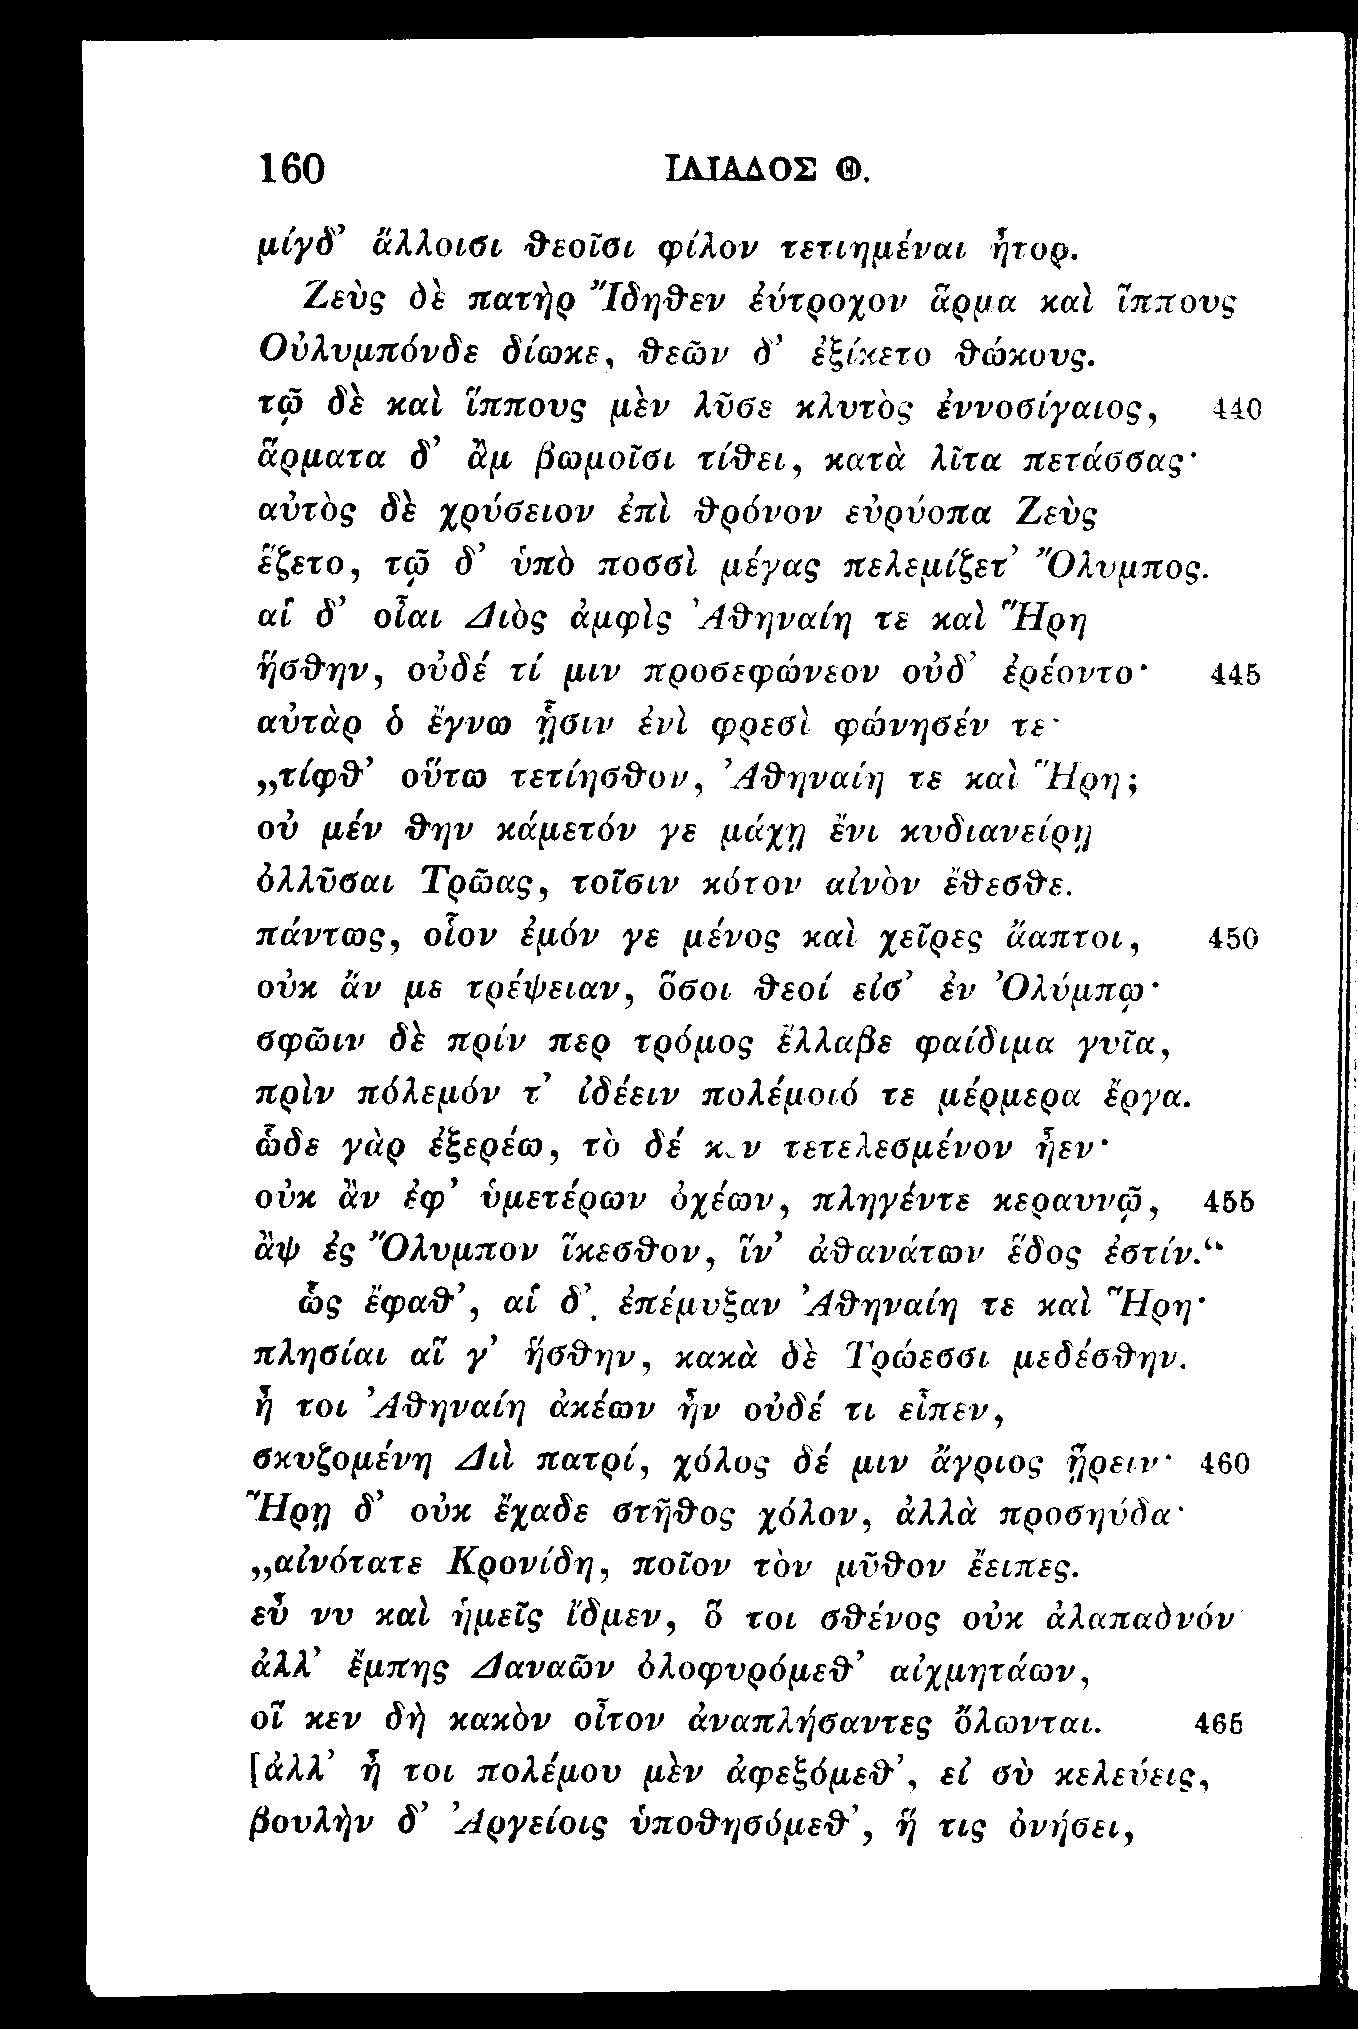 160 ΙΛΙΑΔΟΣ Θ.
μίγδ’ ἄλλοισι θεοῖσι φίλον τετιημέναι ἦτορ.
Ζεὺς δὲ πατὴρ Ἴδηθεν ἐύτροχον ἅρμα καὶ ἵππους
Οὐλυμπόνδε δίωκε, θεῶν δ’ ἐξίκετο θώκους.
τῷ δὲ καὶ ἵππους μὲν λῦσε κλυτὸς ἐννοσίγαιος, 440
ἅρματα δ’ ἂμ βωμοῖσι τίθει, κατὰ λῖτα πετάσσας·
αὐτὸς δὲ χρύσειον ἐπὶ θρόνον εὐρύοπα Ζεὺς
ἕζετο, τῷ δ’ ὑπὸ ποσσὶ μέγας πελεμίζετ’ Ὄλυμπος.
αἳ δ’ οἶαι Διὸς ἀμφὶς Ἀθηναίη τε καὶ Ἥρη
ἥσθην, οὐδέ τί μιν προσεφώνεον οὐδ’ ἐρέοντο· 445
αὐτὰρ ὁ ἔγνω ᾗσιν ἐνὶ φρεσὶ φώνησέν τε·
„τίφθ’ οὕτω τετίησθον, Ἀθηναίη τε καὶ Ἥρη;
οὐ μέν θην κάμετόν γε μάχῃ ἔνι κυδιανείρῃ
ὀλλῦσαι Τρῶας, τοῖσιν κότον αἰνὸν ἔθεσθε.
πάντως, οἷον ἐμόν γε μένος καὶ χεῖρες ἄαπτοι, 450
οὐκ ἄν με τρέψειαν, ὅσοι θεοί εἰσ’ ἐν Ὀλύμπῳ·
σφῶιν δὲ πρίν περ τρόμος ἔλλαβε φαίδιμα γυῖα,
πρὶν πόλεμόν τ’ ἰδέειν πολέμοιό τε μέρμερα ἔργα.
ὧδε γὰρ ἐξερέω, τὸ δέ κεν τετελεσμένον ἦεν·
οὐκ ἂν ἐφ’ ὑμετέρων ὀχέων, πληγέντε κεραυνῷ, 455
ἂψ ἐς Ὄλυμπον ἵκεσθον, ἵν’ ἀθανάτων ἕδος ἐστίν.“
ὣς ἔφαθ’, αἳ δ’ ἐπέμυξαν Ἀθηναίη τε καὶ Ἥρη·
πλησίαι αἵ γ’ ἥσθην, κακὰ δὲ Τρώεσσι μεδέσθην.
ἦ τοι Ἀθηναίη ἀκέων ἦν οὐδέ τι εἶπεν,
σκυζομένη Διὶ πατρί, χόλος δέ μιν ἄγριος ᾕρειν· 460
Ἥρῃ δ’ οὐκ ἔχαδε στῆθος χόλον, ἀλλὰ προσηύδα·
„αἰνότατε Κρονίδη, ποῖον τὸν μῦθον ἔειπες.
εὖ νυ καὶ ἡμεῖς ἴδμεν, ὅ τοι σθένος οὐκ ἀλαπαδνόν·
ἀλλ’ ἔμπης Δαναῶν ὀλοφυρόμεθ’ αἰχμητάων,
οἵ κεν δὴ κακὸν οἶτον ἀναπλήσαντες ὄλωνται. 465
[ἀλλ’ ἦ τοι πολέμου μὲν ἀφεξόμεθ’, εἰ σὺ κελεύεις,
βουλὴν δ’ Ἀργείοις ὑποθησόμεθ’, ἥ τις ὀνήσει,